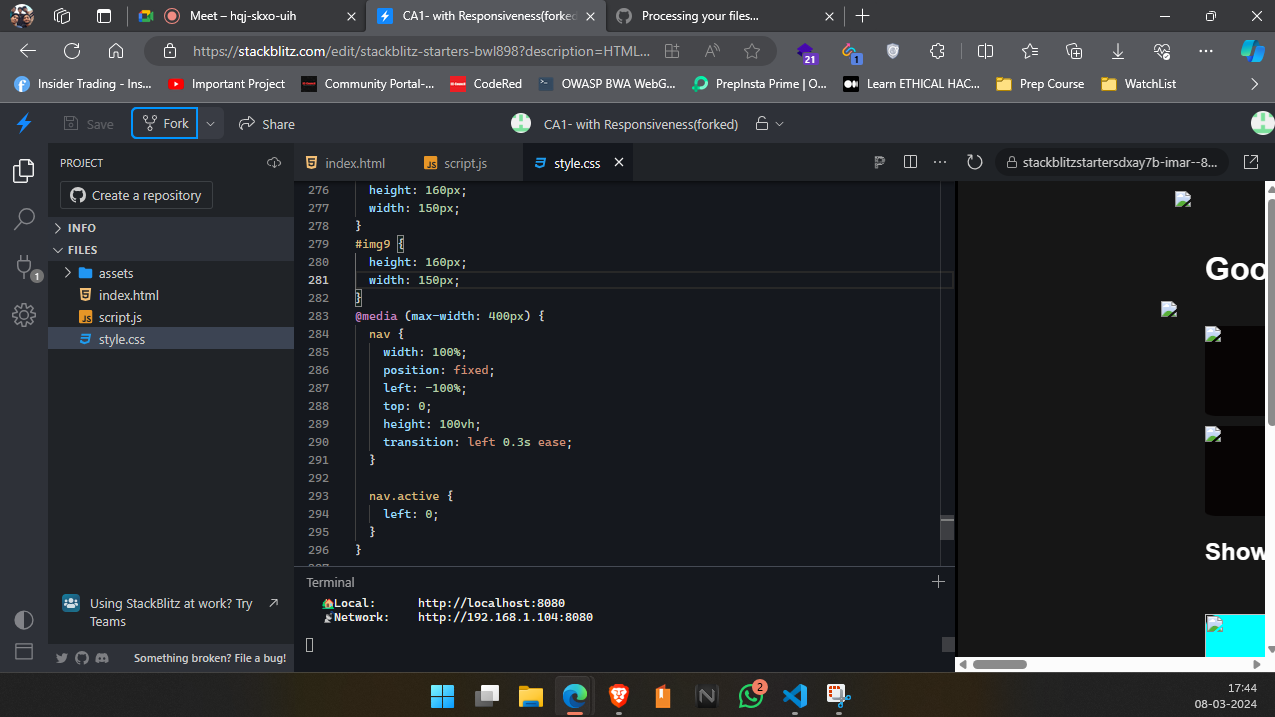 Meet – hqj-skxo-uih
CA1- with Responsiveness(forked
Processing your files...
https://stackblitz.com/edit/stackblitz-starters-bwl898?description=HTML...
21
1
Insider Trading - Ins...
Important Project
Community Portal-...
CodeRed
OWASP BWA WebG...
PrepInsta Prime | O...
Learn ETHICAL HAC...
Prep Course
WatchList
Save
Fork
Share
CA1- with Responsiveness(forked)
PROJECT
index.html
script.js
style.css
stackblitzstartersdxay7b-imar--8...
Create a repository
INFO
FILES
assets
index.html
script.js
style.css
1
276 height: 160px;
277 width: 150px;
278 }
279 #img9 {
280 height: 160px;
281 width: 150px;
282 }
283 @media (max-width: 400px) {
284 nav {
285 width: 100%;
286 position: fixed;
287 left: -100%;
288 top: 0;
289 height: 100vh;
290 transition: left 0.3s ease;
291 }
292
293 nav.active {
294 left: 0;
295 }
296 }
Goo
Show
Terminal
Local: http://localhost:8080
Network: http://192.168.1.104:8080
Using StackBlitz at work? Try
Teams
Something broken? File a bug!
2
17:44
08-03-2024